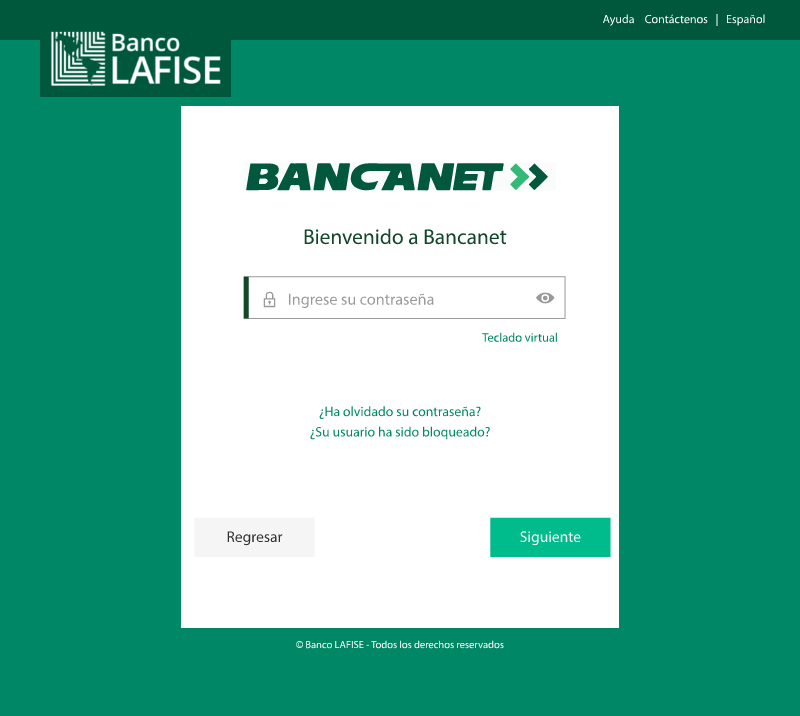 Ayuda Contáctenos | Español
Banco
LAFISE
BANCANET
Bienvenido a Bancanet
Ingrese su contraseña
Teclado virtual
¿Ha olvidado su contraseña?
¿Su usuario ha sido bloqueado?
Regresar
Siguiente
© Banco LAFISE - Todos los derechos reservados